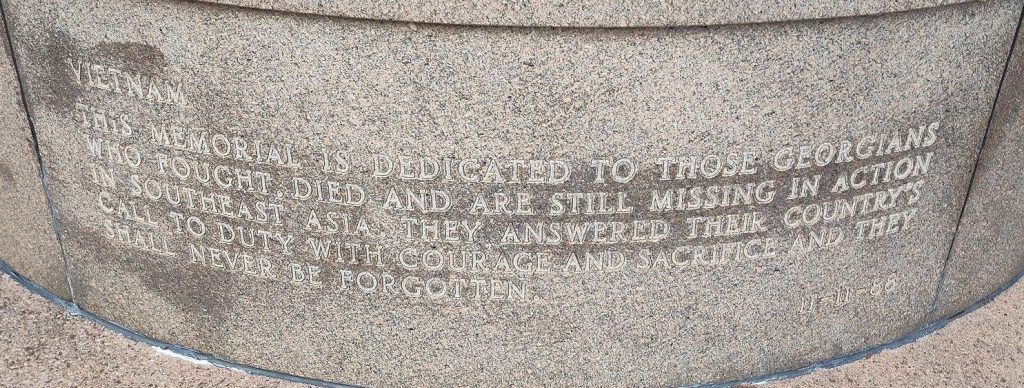 VIETNAM
THIS MEMORIAL IS DEDICATED TO THOSE GEORGIANS
WHO FOUGHT, DIED AND ARE STILL MISSING IN ACTION
IN SOUTHEAST ASIA. THEY ANSWERED THEIR COUNTRY'S
CALL TO DUTY WITH COURAGE AND SACRIFICE AND THEY
SHALL NEVER BE FORGOTTEN
11-11-88